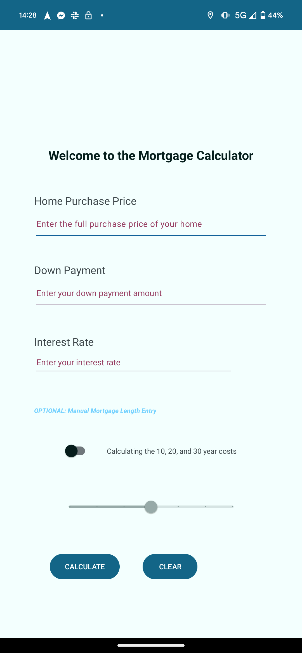 14:28
5G 44%
Welcome to the Mortgage Calculator
Home Purchase Price
Enter the full purchase price of your home
Down Payment
Enter your down payment amount
Interest Rate
Enter your interest rate
OPTIONAL: Manual Mortgage Length Entry
Calculating the 10, 20, and 30 year costs
CALCULATE
CLEAR